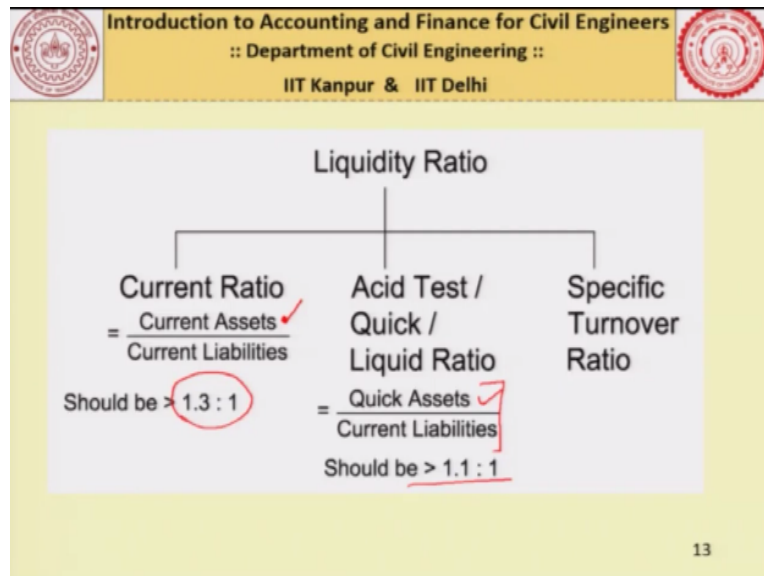 Introduction to Accounting and Finance for Civil Engineers
:: Department of Civil Engineering ::
IIT Kanpur & IIT Delhi
Liquidity Ratio
Current Ratio
= Current Assets
Current Liabilities
Should be > 1.3 : 1
Acid Test /
Quick /
Liquid Ratio
= Quick Assets
Current Liabilities
Should be > 1.1 : 1
Specific
Turnover
Ratio
13